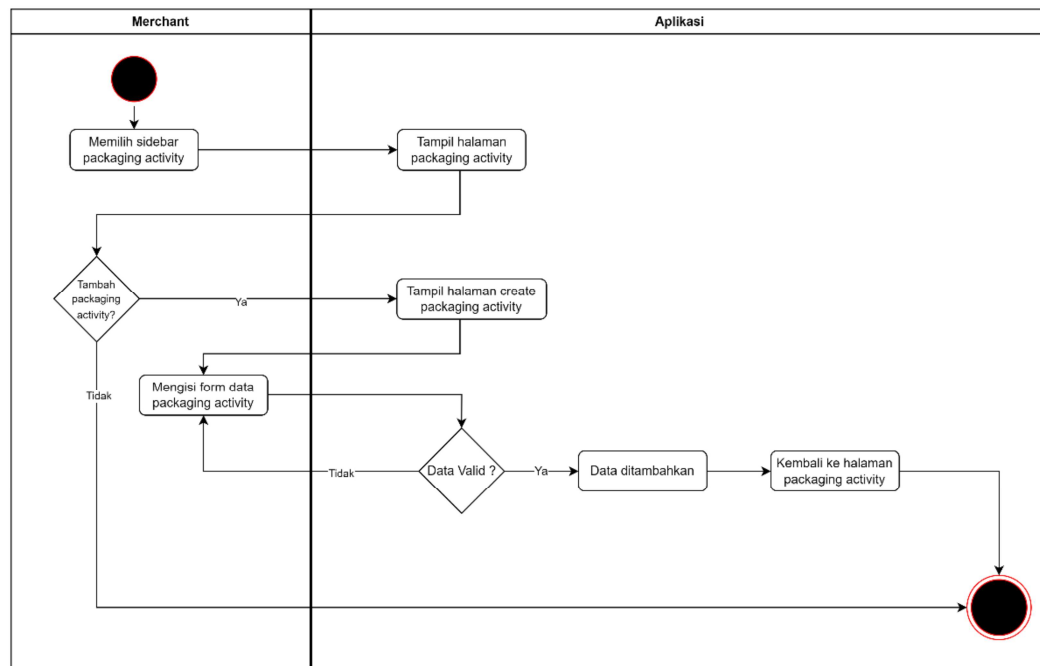 Merchant
Aplikasi
Memilih sidebar
packaging activity
Tampil halaman
packaging activity
Tambah
packaging
activity?
Ya
Tampil halaman create
packaging activity
Tidak
Mengisi form data
packaging activity
Tidak
Data Valid ?
Ya
Data ditambahkan
Kembali ke halaman
packaging activity